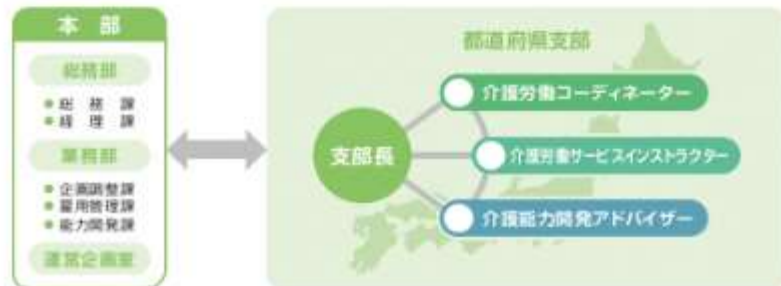 本部
総務部
総務課
経理課
業務部
企画調整課
雇用管理課
能力開発課
運営企画室
都道府県支部
支部長
介護労働コーディネーター
介護労働サービスインストラクター
介護能力開発アドバイザー